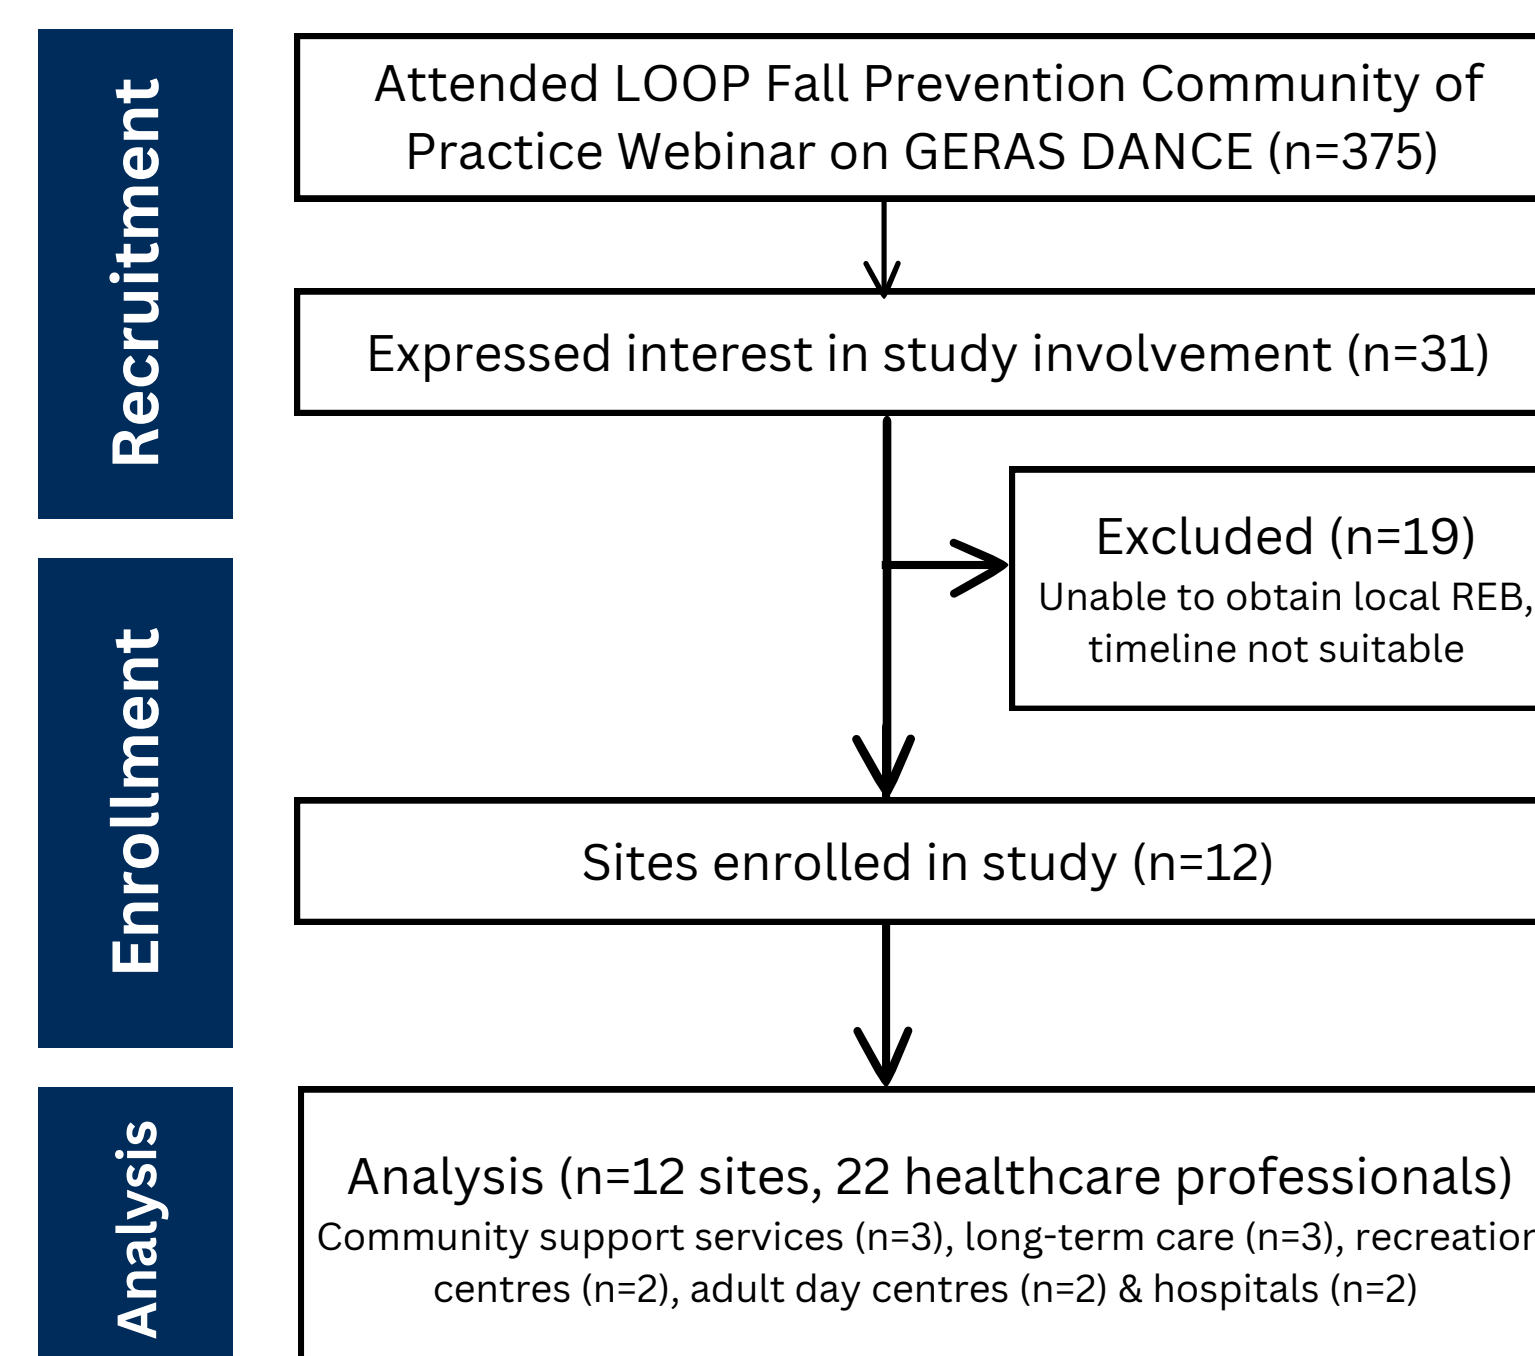 Recruitment
Attended LOOP Fall Prevention Community of
Practice Webinar on GERAS DANCE (n=375)
Expressed interest in study involvement (n=31)
Excluded (n=19)
Unable to obtain local REB,
timeline not suitable
Enrollment
Sites enrolled in study (n=12)
Analysis
Analysis (n=12 sites, 22 healthcare professionals)
Community support services (n=3), long-term care (n=3), recreation
centres (n=2), adult day centres (n=2) & hospitals (n=2)